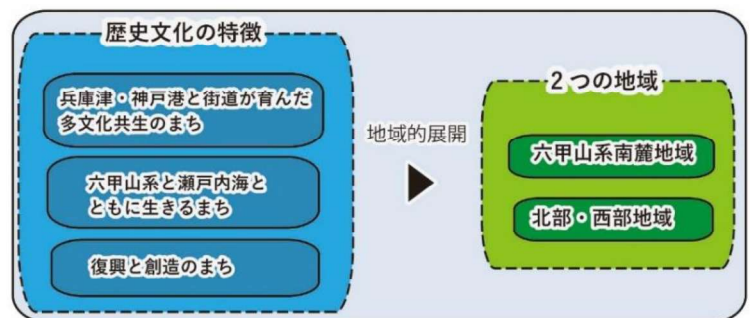 歴史文化の特徴
兵庫津・神戸港と街道が育んだ
多文化共生のまち
六甲山系と瀬戸内海と
ともに生きるまち
復興と創造のまち
地域的展開
2つの地域
六甲山系南麓地域
北部・西部地域